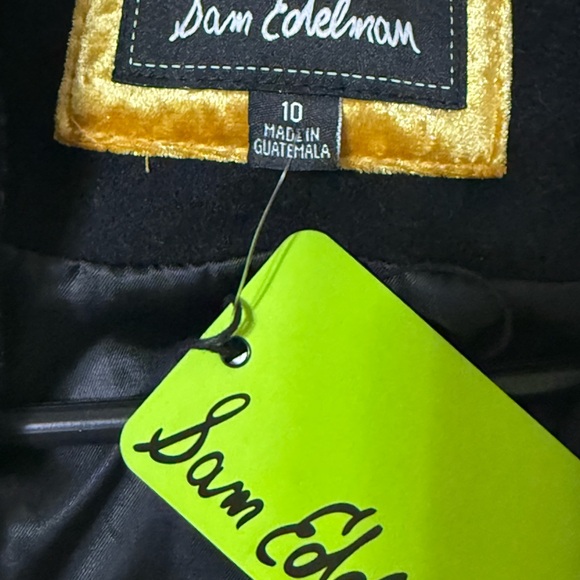 Sam Edelman
10
MADE IN
GUATEMALA
Sam Edel